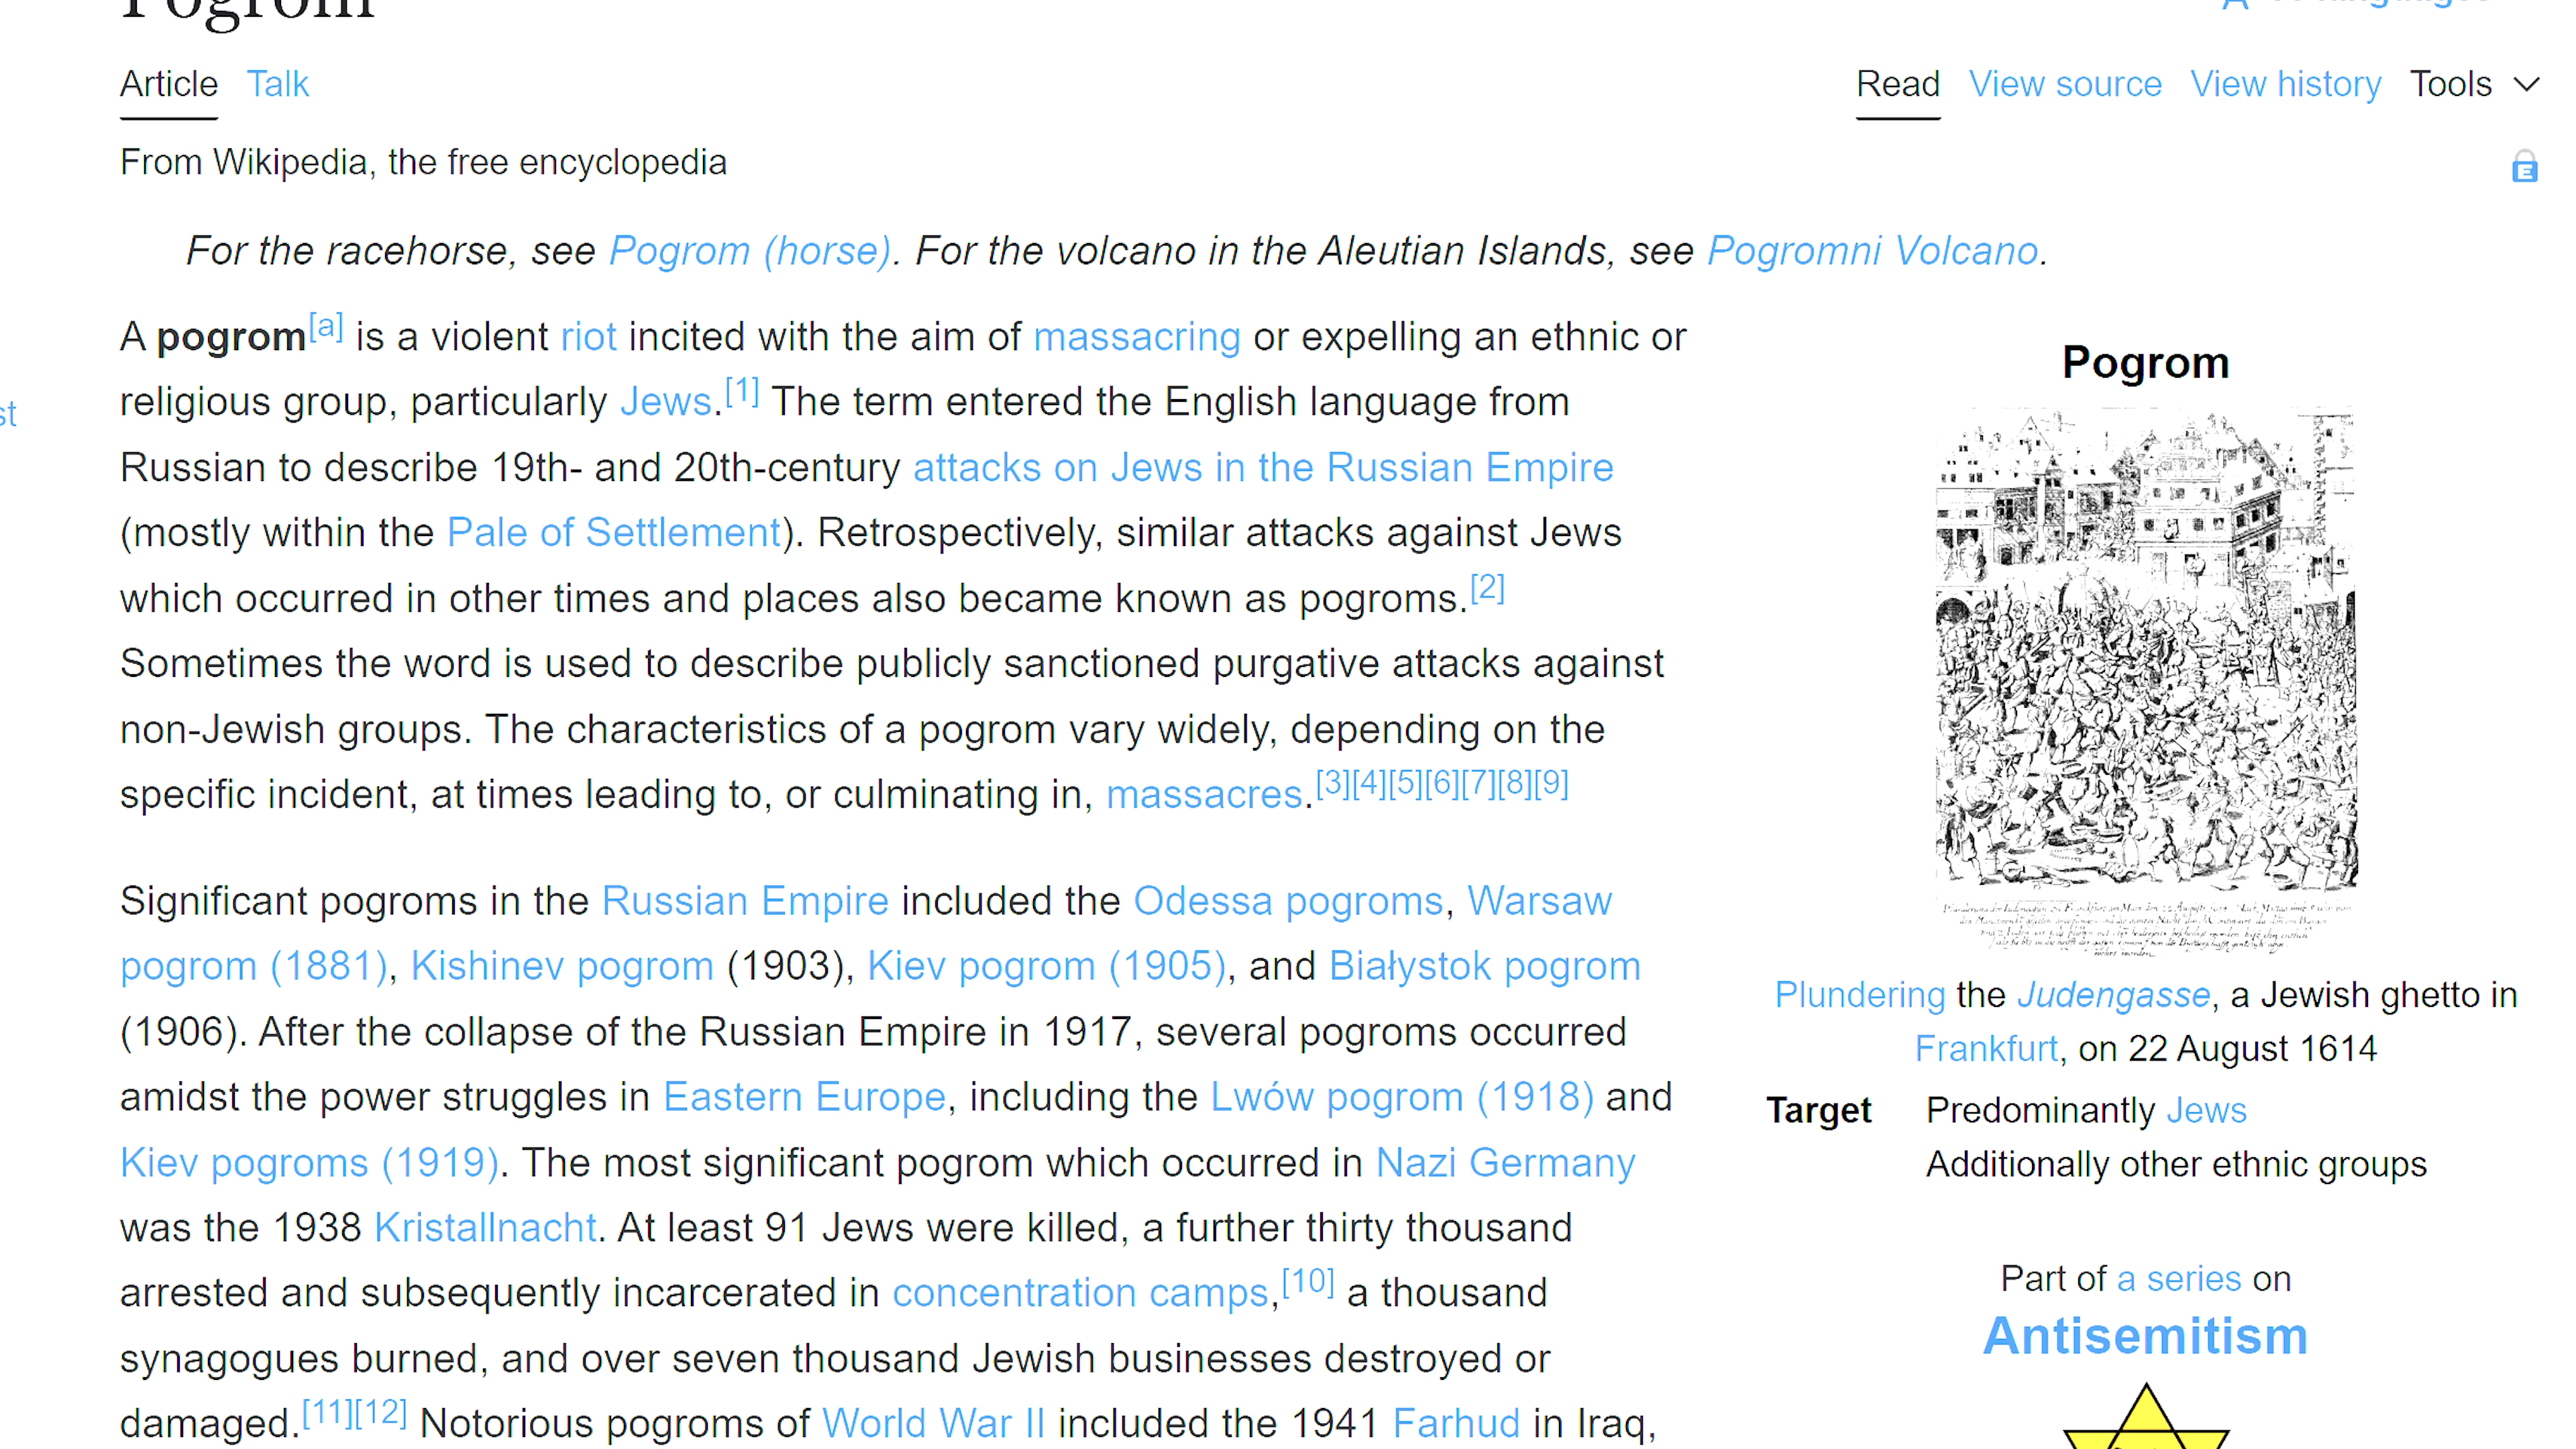 Pogrom
Article Talk
Read View source View history Tools
From Wikipedia, the free encyclopedia
For the racehorse, see Pogrom (horse). For the volcano in the Aleutian Islands, see Pogromni Volcano.
st
A pogrom[a] is a violent riot incited with the aim of massacring or expelling an ethnic or
religious group, particularly Jews.[1] The term entered the English language from
Russian to describe 19th- and 20th-century attacks on Jews in the Russian Empire
(mostly within the Pale of Settlement). Retrospectively, similar attacks against Jews
which occurred in other times and places also became known as pogroms.[2]
Sometimes the word is used to describe publicly sanctioned purgative attacks against
non-Jewish groups. The characteristics of a pogrom vary widely, depending on the
specific incident, at times leading to, or culminating in, massacres.[3][4][5][6][7][8][9]
Significant pogroms in the Russian Empire included the Odessa pogroms, Warsaw
pogrom (1881), Kishinev pogrom (1903), Kiev pogrom (1905), and Białystok pogrom
(1906). After the collapse of the Russian Empire in 1917, several pogroms occurred
amidst the power struggles in Eastern Europe, including the Lwów pogrom (1918) and
Kiev pogroms (1919). The most significant pogrom which occurred in Nazi Germany
was the 1938 Kristallnacht. At least 91 Jews were killed, a further thirty thousand
arrested and subsequently incarcerated in concentration camps,[10] a thousand
synagogues burned, and over seven thousand Jewish businesses destroyed or
damaged.[11][12] Notorious pogroms of World War II included the 1941 Farhud in Iraq,
Pogrom
Plundering the Judengasse, a Jewish ghetto in
Frankfurt, on 22 August 1614
Target Predominantly Jews
Additionally other ethnic groups
Part of a series on
Antisemitism